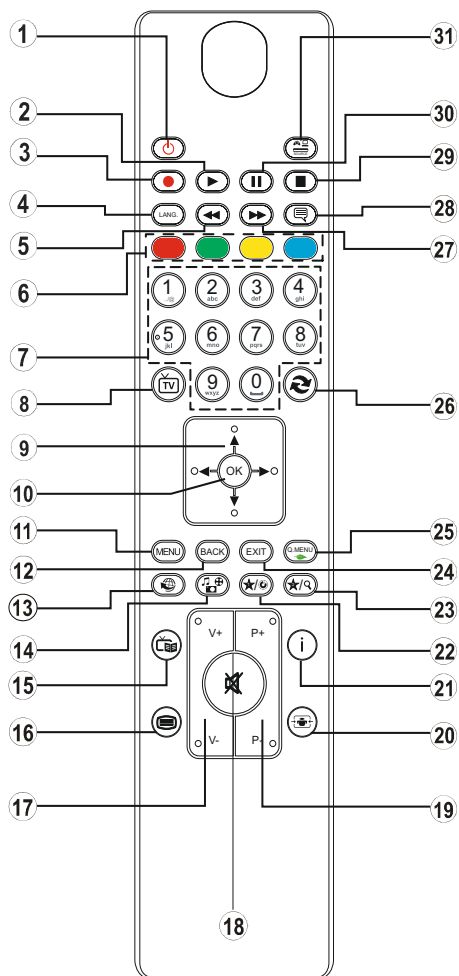 1
31
2
30
3
29
4
LANG.
28
5
27
6
1
.:@
2
abc
3
def
4
ghi
7
5
jkl
6
mno
7
pqrs
8
tuv
8
TV
9
wxyz
0
26
9
10
OK
11
MENU
BACK
EXIT
Q.MENU
25
12
24
13
23
14
22
V+
P+
15
i
21
16
20
V-
P-
17
19
18